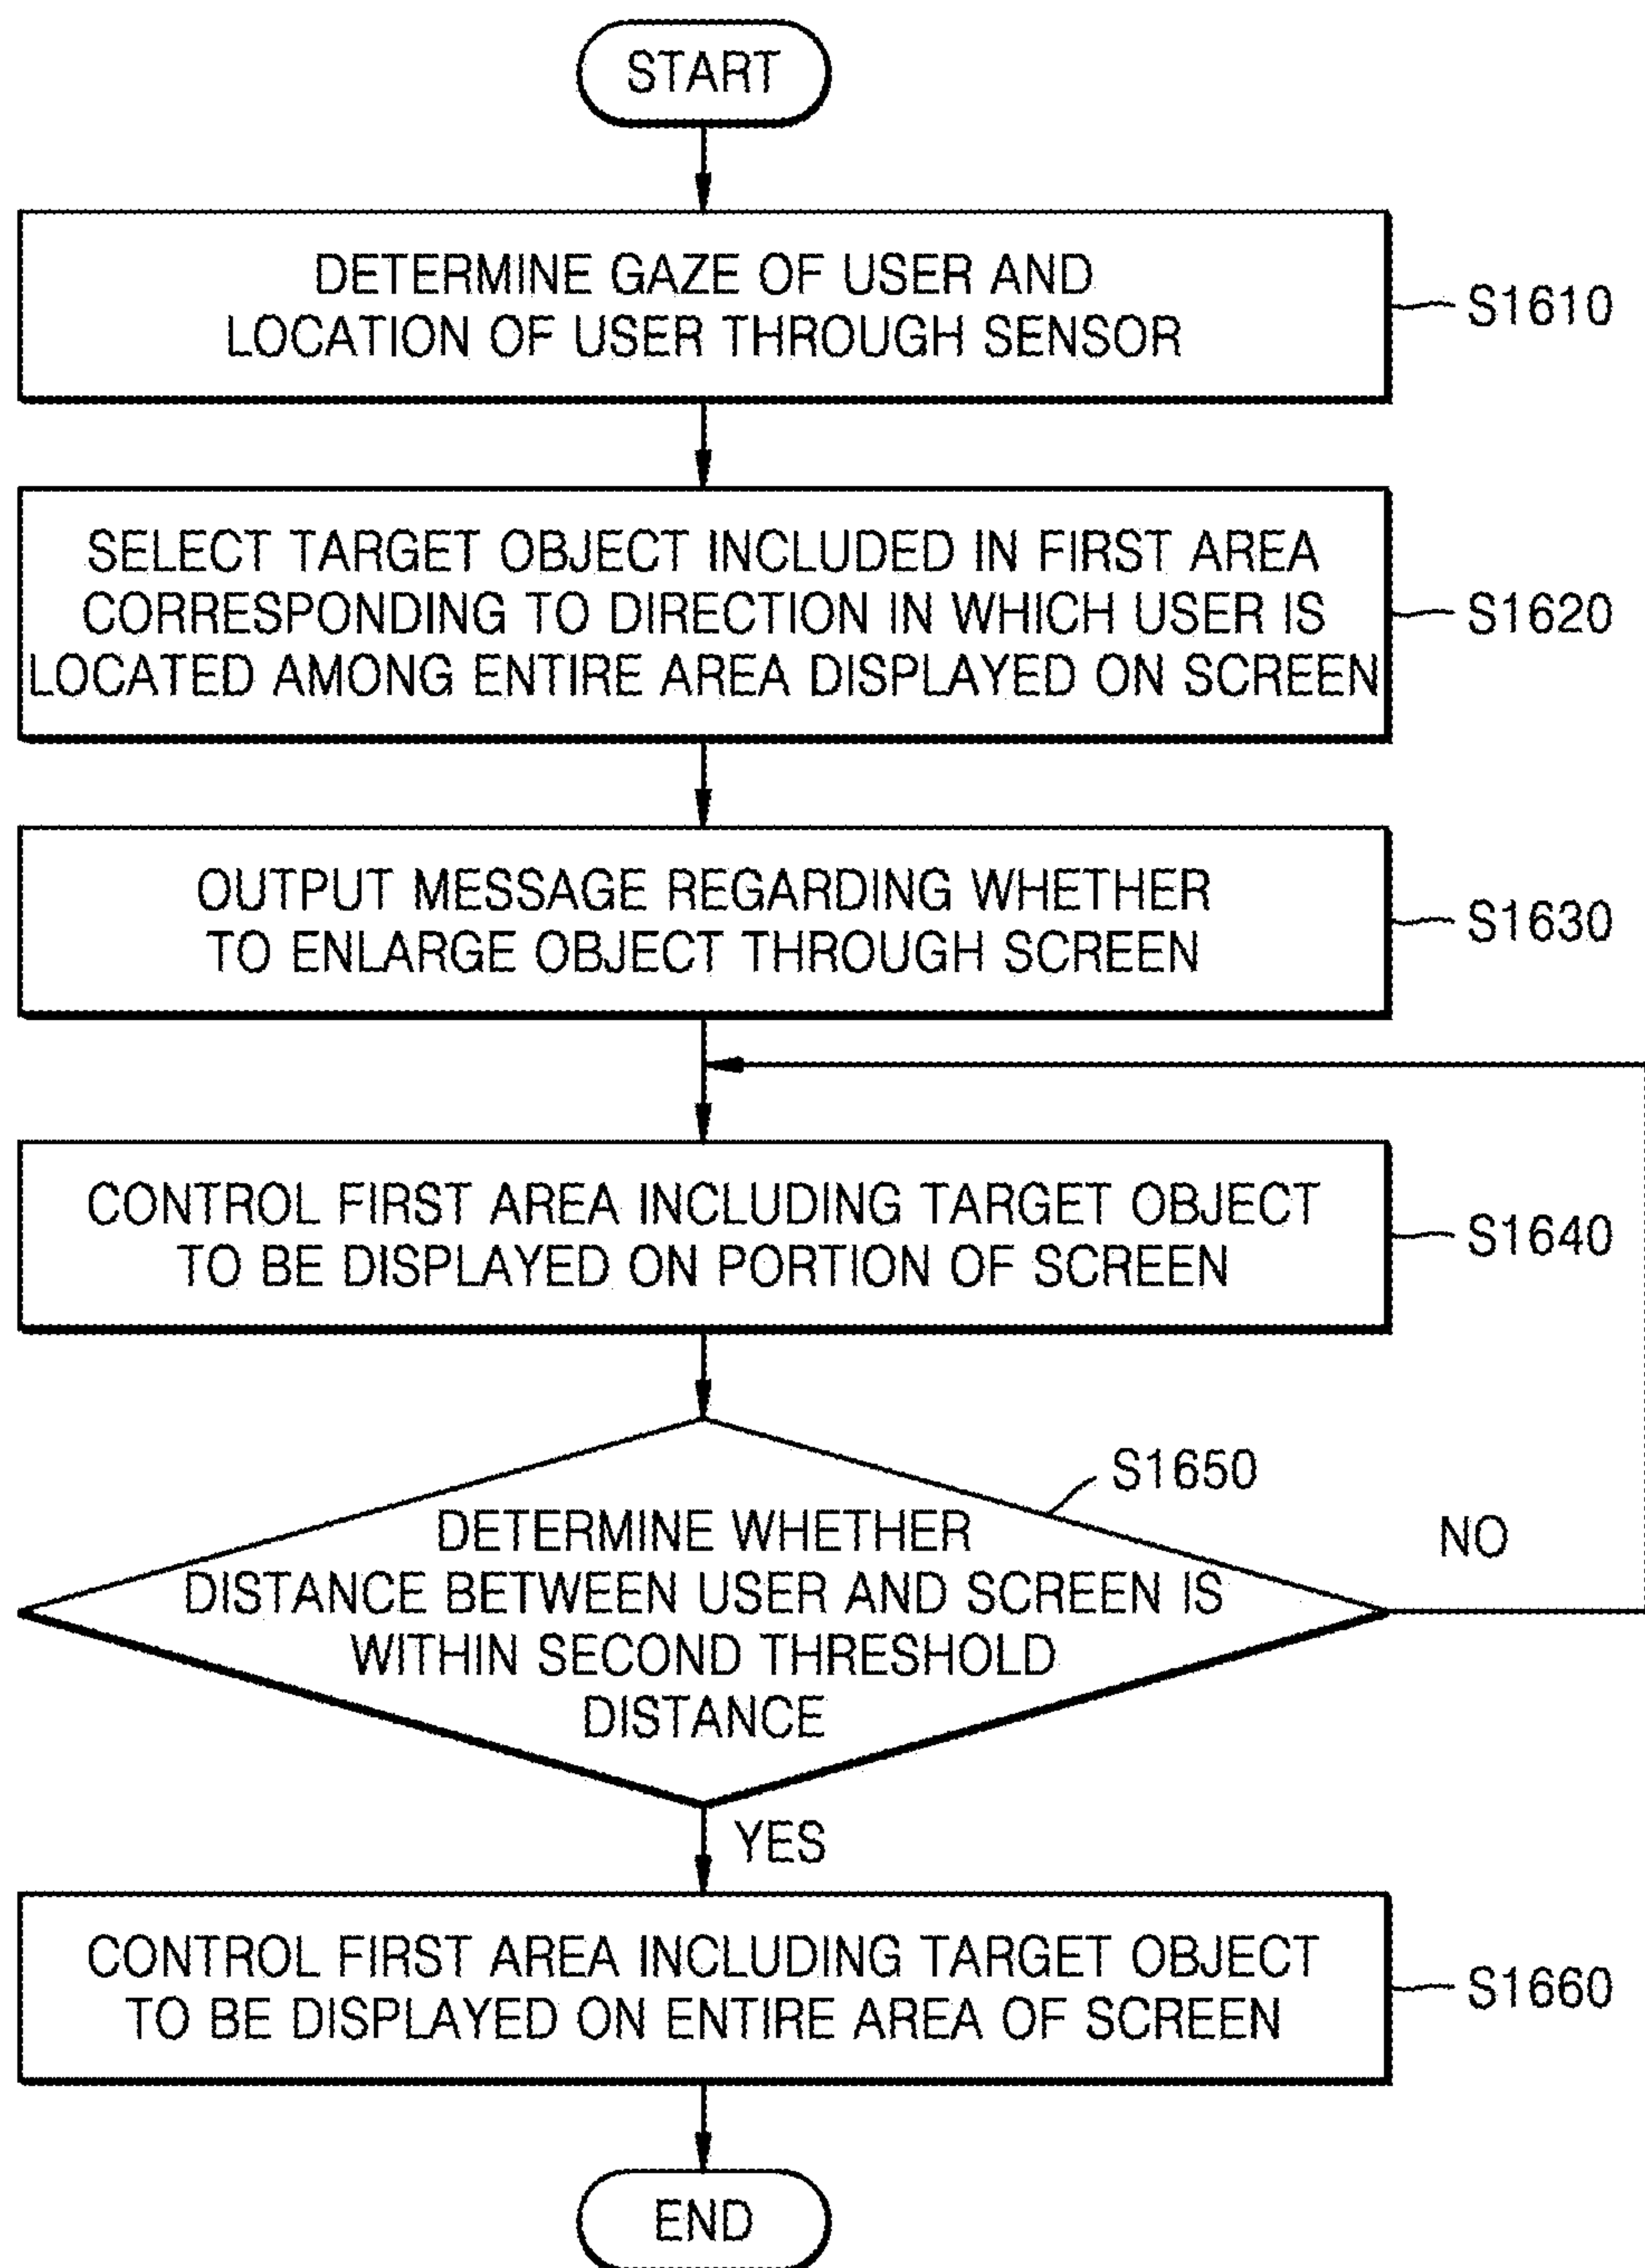 START
DETERMINE GAZE OF USER AND
LOCATION OF USER THROUGH SENSOR
S1610
SELECT TARGET OBJECT INCLUDED IN FIRST AREA
CORRESPONDING TO DIRECTION IN WHICH USER IS
LOCATED AMONG ENTIRE AREA DISPLAYED ON SCREEN
S1620
OUTPUT MESSAGE REGARDING WHETHER
TO ENLARGE OBJECT THROUGH SCREEN
S1630
CONTROL FIRST AREA INCLUDING TARGET OBJECT
TO BE DISPLAYED ON PORTION OF SCREEN
S1640
S1650
DETERMINE WHETHER
DISTANCE BETWEEN USER AND SCREEN IS
WITHIN SECOND THRESHOLD
DISTANCE
NO
YES
CONTROL FIRST AREA INCLUDING TARGET OBJECT
TO BE DISPLAYED ON ENTIRE AREA OF SCREEN
S1660
END